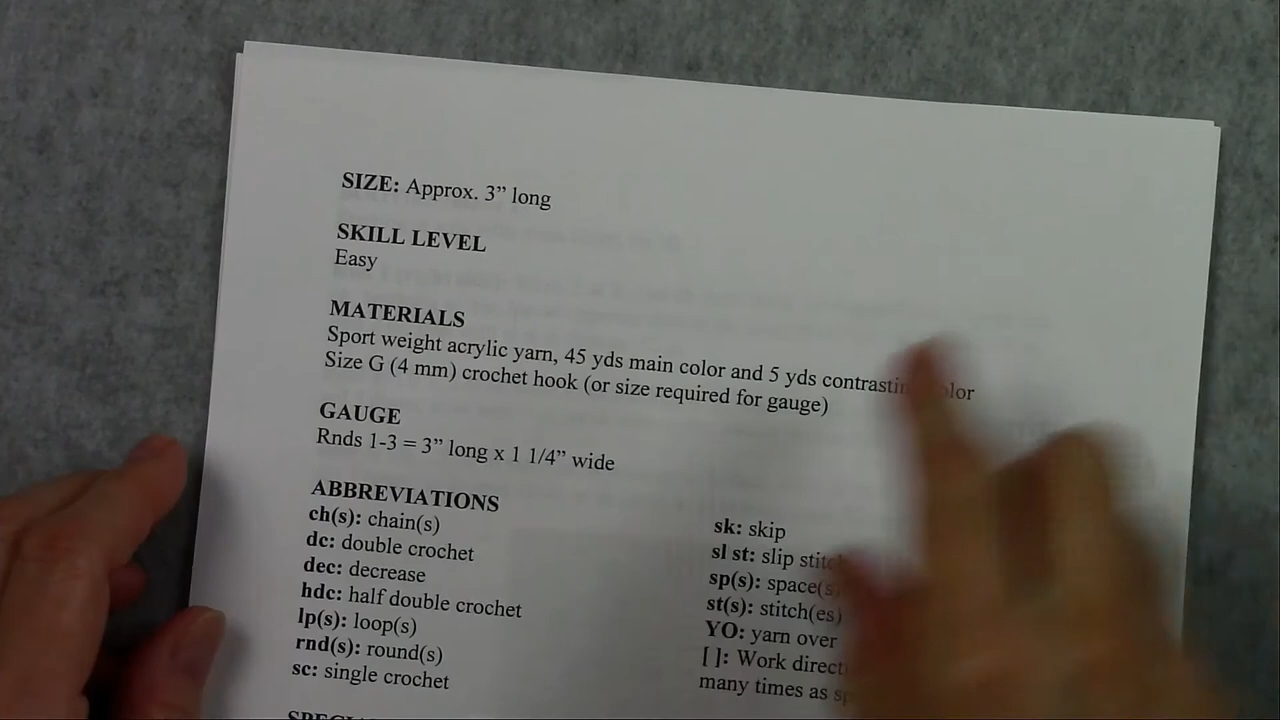 SIZE: Approx. 3” long
SKILL LEVEL
Easy
MATERIALS
Sport weight acrylic yarn, 45 yds main color and 5 yds
Size G (4 mm) crochet hook (or size required for gauge)
GAUGE
Rnds 1-3 = 3” long x 1 1/4” wide
ABBREVIATIONS
ch(s): chain(s)
dc: double crochet
dec: decrease
hdc: half double crochet
lp(s): loop(s)
rnd(s): round(s)
sc: single crochet
sk: skip
sl st: slip
sp(s): space(s)
st(s): stitch(es)
YO: yarn over
[ ]: Work
many times as